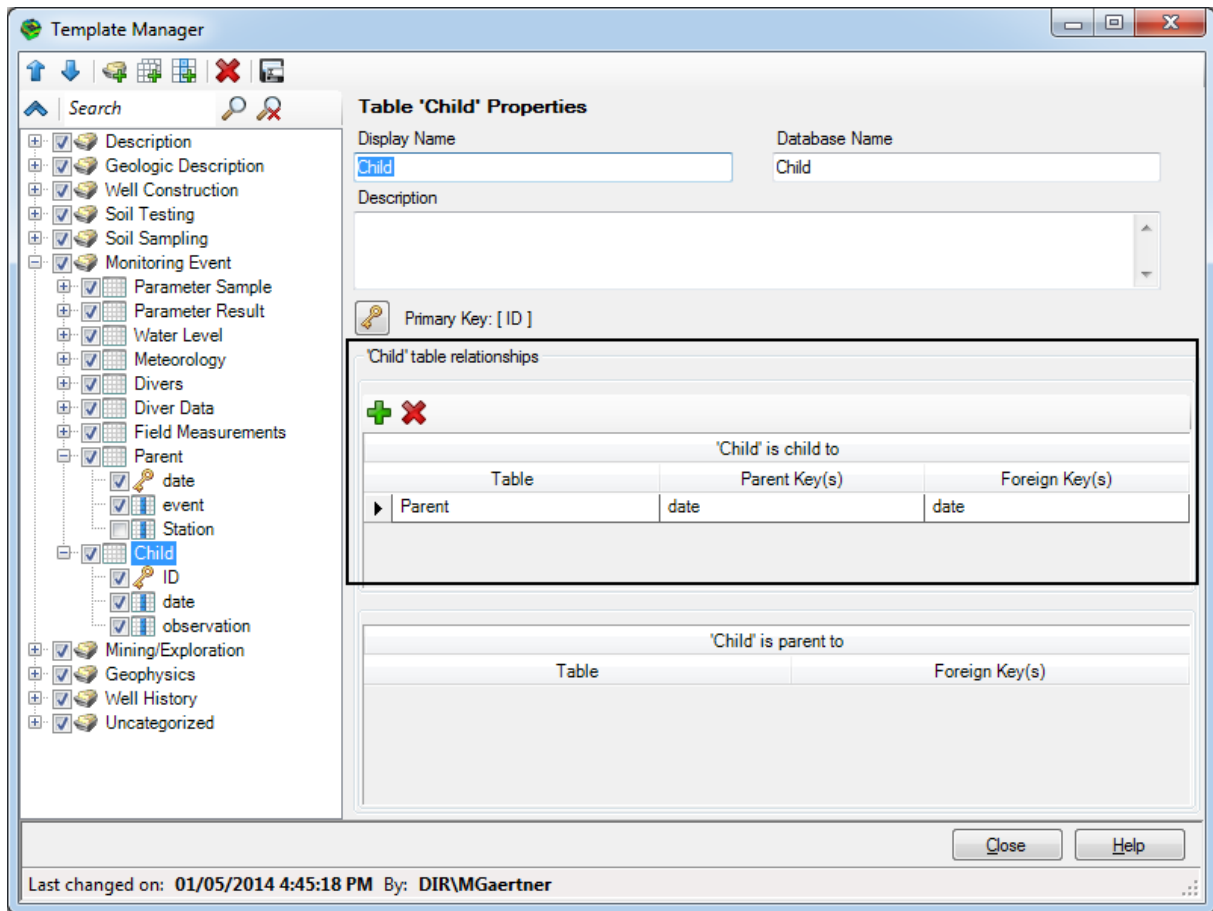 Template Manager
Search
Description
Geologic Description
Well Construction
Soil Testing
Soil Sampling
Monitoring Event
Parameter Sample
Parameter Result
Water Level
Meteorology
Divers
Diver Data
Field Measurements
Parent
date
event
Station
Child
ID
date
observation
Mining/Exploration
Geophysics
Well History
Uncategorized
Table 'Child' Properties
Display Name Database Name
Child Child
Description
Primary Key: [ ID ]
'Child' table relationships
'Child' is child to
Table Parent Key(s) Foreign Key(s)
Parent date date
'Child' is parent to
Table Foreign Key(s)
Close Help
Last changed on: 01/05/2014 4:45:18 PM By: DIR\MGaertner